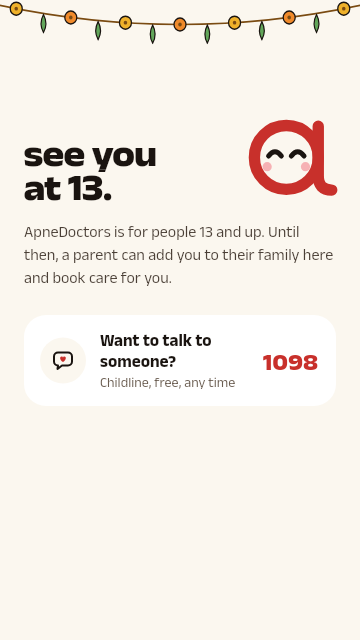 see you
at 13.
ApneDoctors is for people 13 and up. Until
then, a parent can add you to their family here
and book care for you.
Want to talk to
someone?
Childline, free, any time
1098